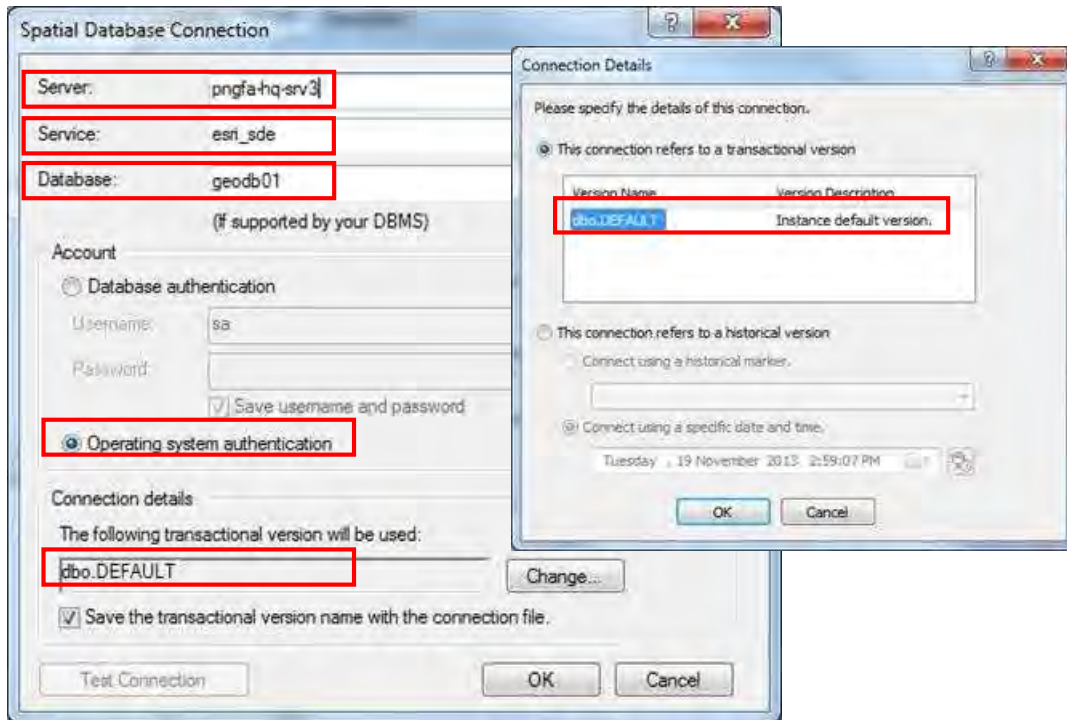 Spatial Database Connection
Server: pngfa-hq-srv3
Service: esri_sde
Database: geodb01
(If supported by your DBMS)
Account
Database authentication
Username: sa
Password:
Save username and password
Operating system authentication
Connection details
The following transactional version will be used:
dbo.DEFAULT
Change...
Save the transactional version name with the connection file.
Test Connection
OK
Cancel
Connection Details
Please specify the details of this connection.
This connection refers to a transactional version
Version Name Version Description
dbo.DEFAULT Instance default version.
This connection refers to a historical version
Connect using a historical marker.
Connect using a specific date and time.
Tuesday , 19 November 2013 2:59:07 PM
OK
Cancel